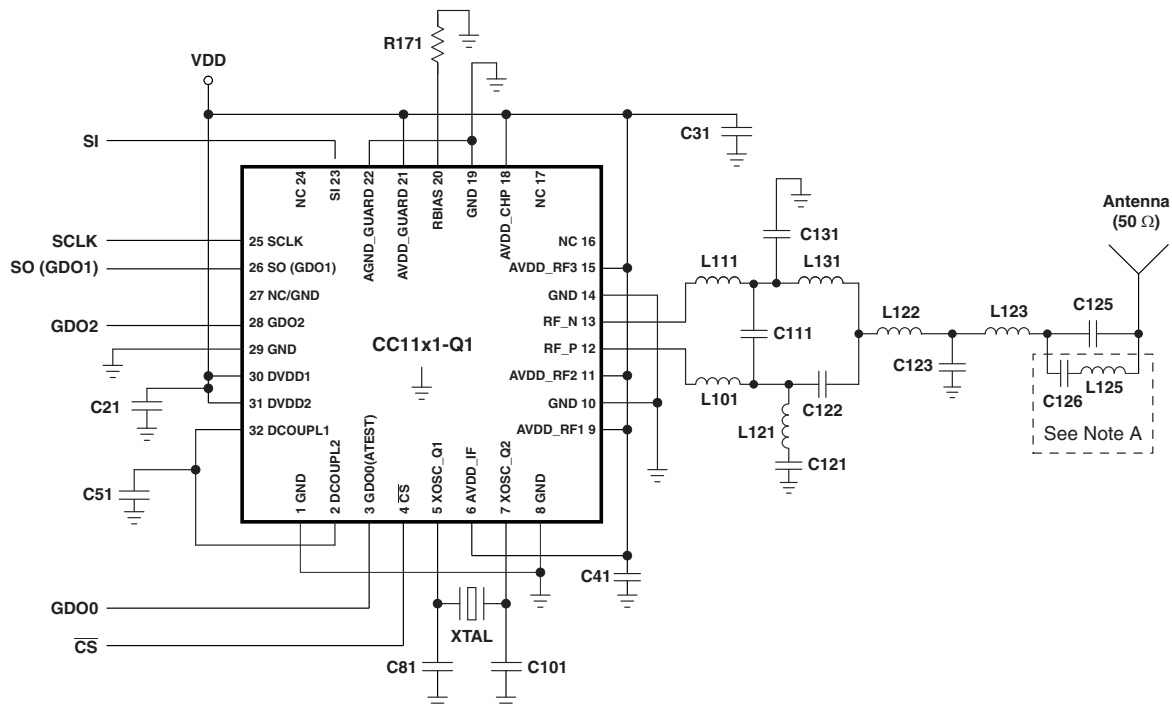 R171
VDD
C31
SI
NC 24
SI 23
AGND_GUARD 22
AVDD_GUARD 21
RBIAS 20
GND 19
AVDD_CHP 18
NC 17
Antenna
(50 Ω)
SCLK
SO (GDO1)
GDO2
25 SCLK
26 SO (GDO1)
27 NC/GND
28 GDO2
29 GND
30 DVDD1
31 DVDD2
32 DCOUPL1
CC11x1-Q1
NC 16
AVDD_RF3 15
GND 14
RF_N 13
RF_P 12
AVDD_RF2 11
GND 10
AVDD_RF1 9
C131
L111
L131
C111
L101
C122
L121
C121
L122
L123
C123
C125
L125
C126
See Note A
C21
C51
1 GND
2 DCOUPL2
3 GDO0(ATEST)
4 C̅S̅
5 XOSC_Q1
6 AVDD_IF
7 XOSC_Q2
8 GND
C41
GDO0
XTAL
C̅S̅
C81
C101